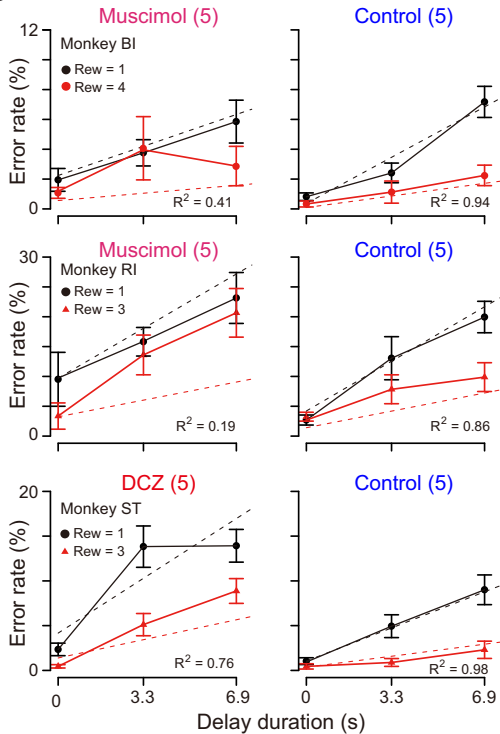 Muscimol (5)
Control (5)
12
Monkey BI
Rew = 1
Rew = 4
Error rate (%)
0
R² = 0.41
R² = 0.94
Muscimol (5)
Control (5)
30
Monkey RI
Rew = 1
Rew = 3
Error rate (%)
0
R² = 0.19
R² = 0.86
DCZ (5)
Control (5)
20
Monkey ST
Rew = 1
Rew = 3
Error rate (%)
0
R² = 0.76
R² = 0.98
0 3.3 6.9
0 3.3 6.9
Delay duration (s)